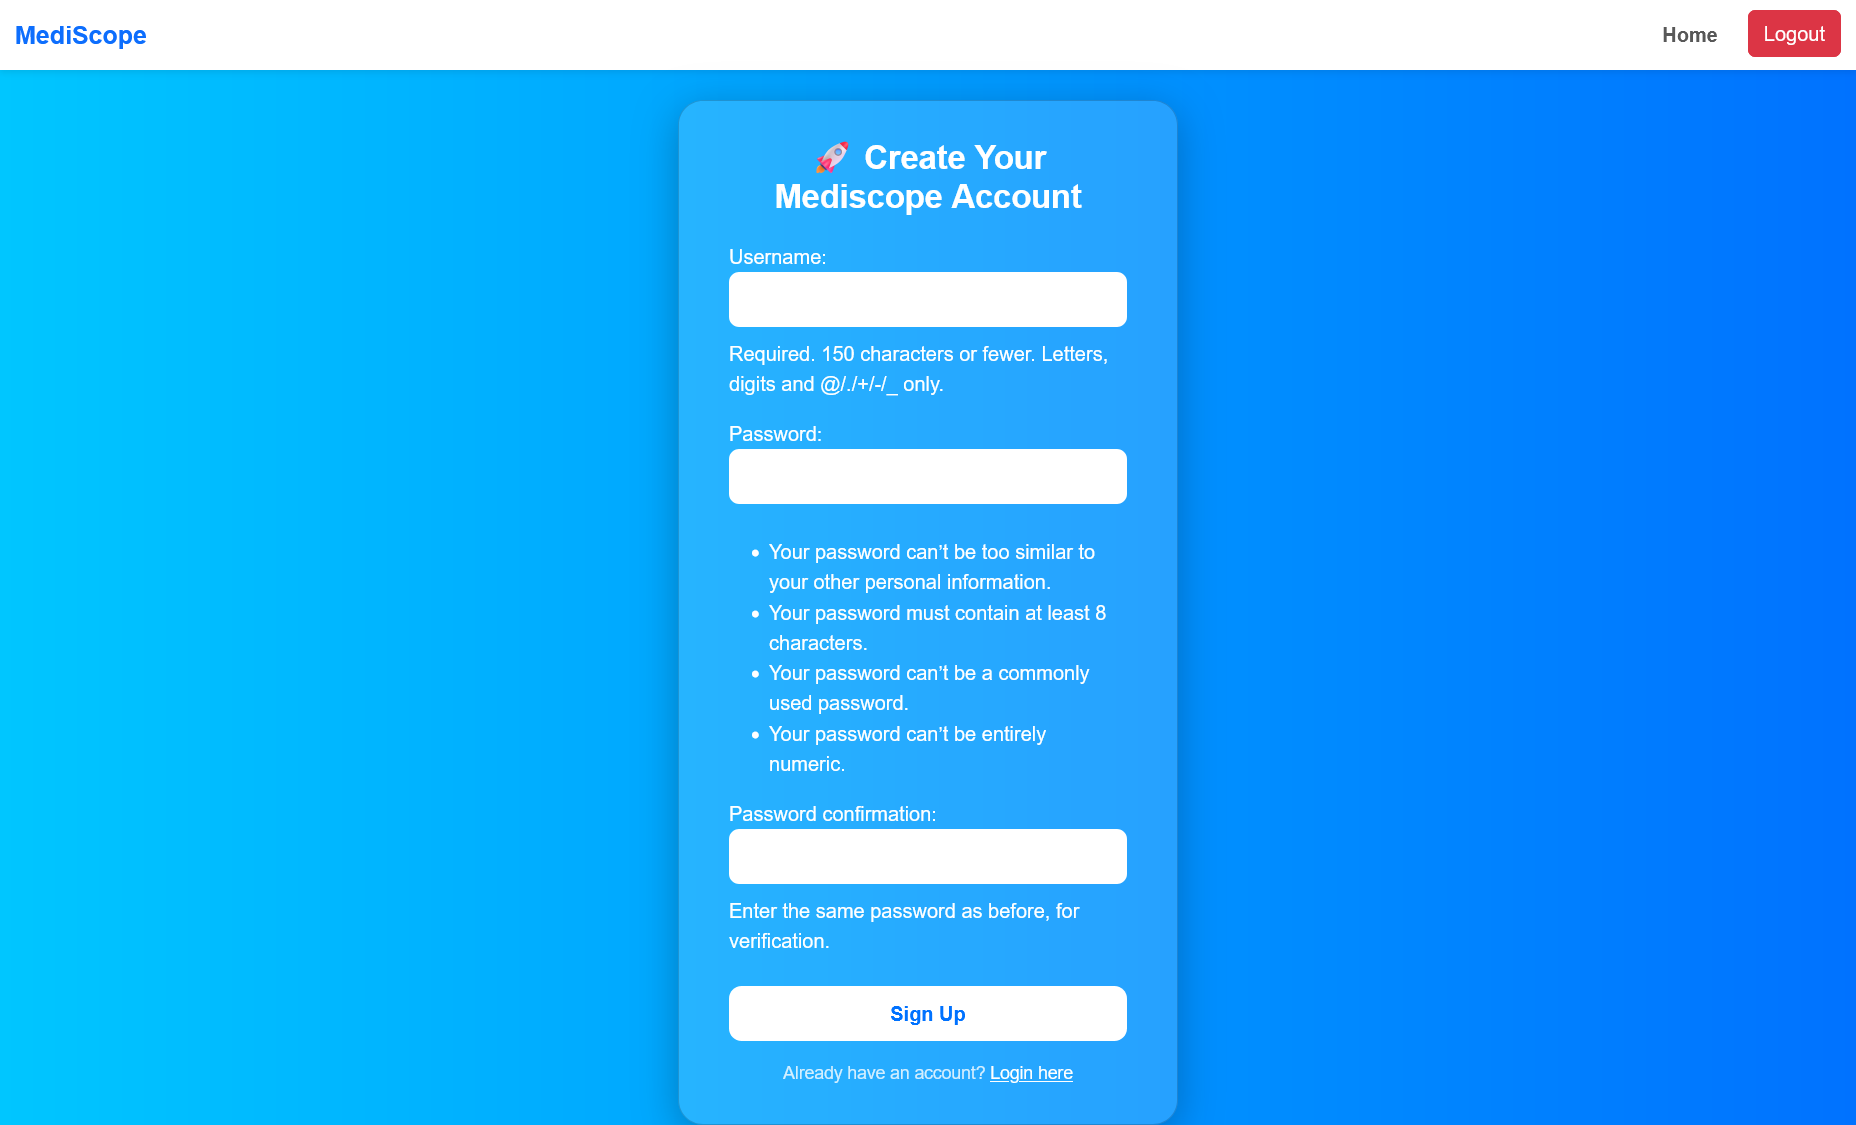 MediScope
Home
Logout
🚀 Create Your
Mediscope Account
Username:
Required. 150 characters or fewer. Letters,
digits and @/./+/-/_ only.
Password:
• Your password can’t be too similar to
your other personal information.
• Your password must contain at least 8
characters.
• Your password can’t be a commonly
used password.
• Your password can’t be entirely
numeric.
Password confirmation:
Enter the same password as before, for
verification.
Sign Up
Already have an account? Login here